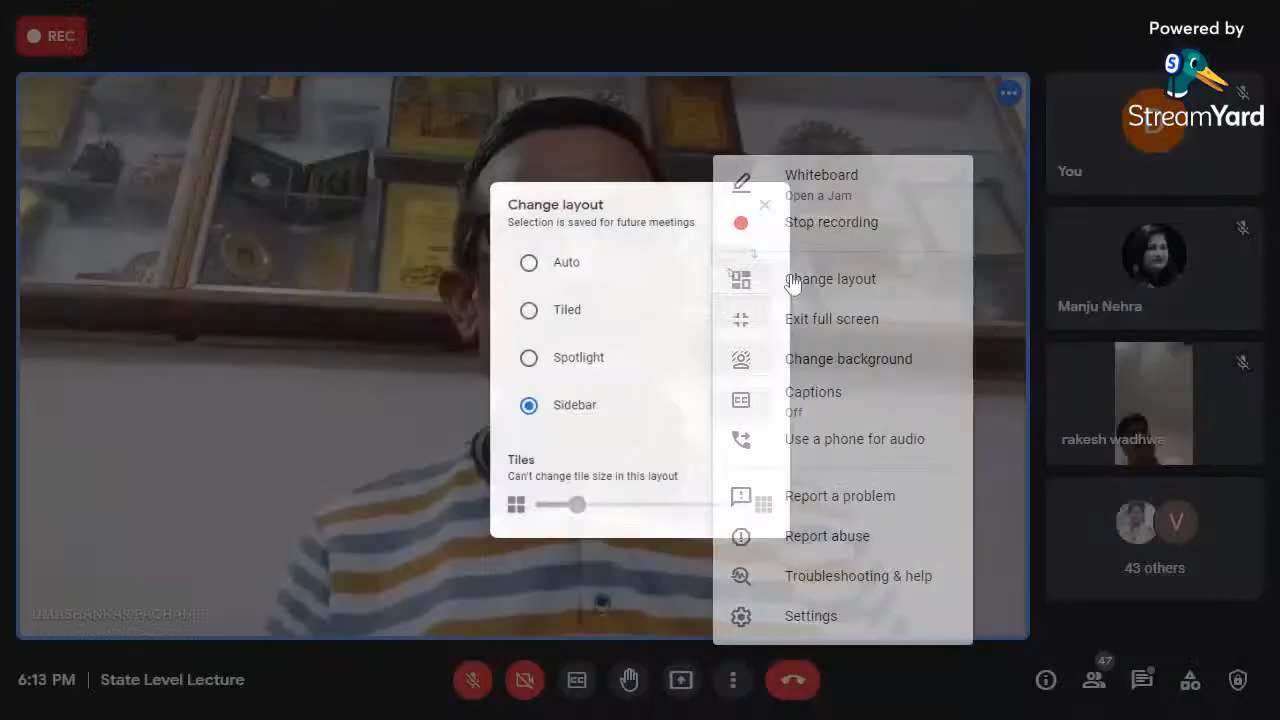 REC
Powered by
StreamYard
You
Manju Nehra
rakesh wadhwa
V
43 others
Change layout
Selection is saved for future meetings
Auto
Tiled
Spotlight
Sidebar
Tiles
Can't change tile size in this layout
Whiteboard
Open a Jam
Stop recording
Change layout
Exit full screen
Change background
Captions
Off
Use a phone for audio
Report a problem
Report abuse
Troubleshooting & help
Settings
6:13 PM
State Level Lecture
47